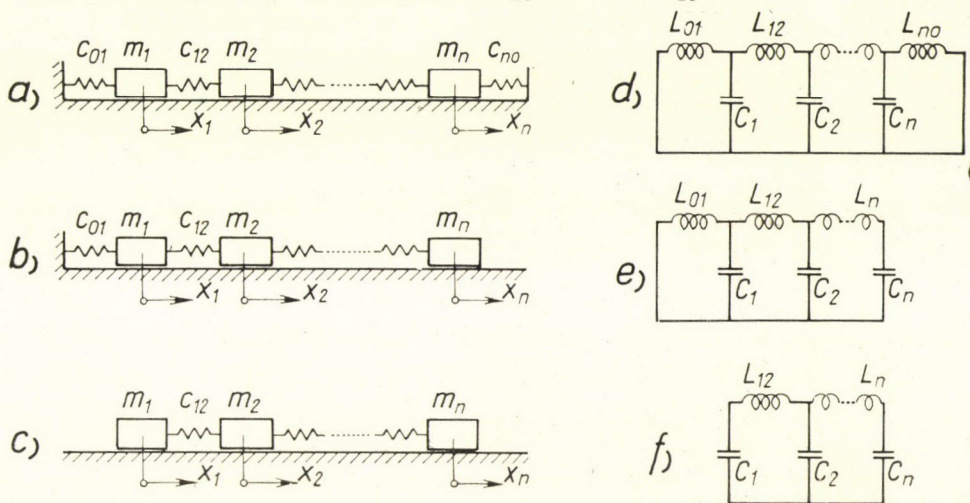 a)
c01 m1 c12 m2 mn cn0
x1 x2 xn
b)
c01 m1 c12 m2 mn
x1 x2 xn
c)
m1 c12 m2 mn
x1 x2 xn
d)
L01 L12 Ln0
C1 C2 Cn
e)
L01 L12 Ln
C1 C2 Cn
f)
L12 Ln
C1 C2 Cn